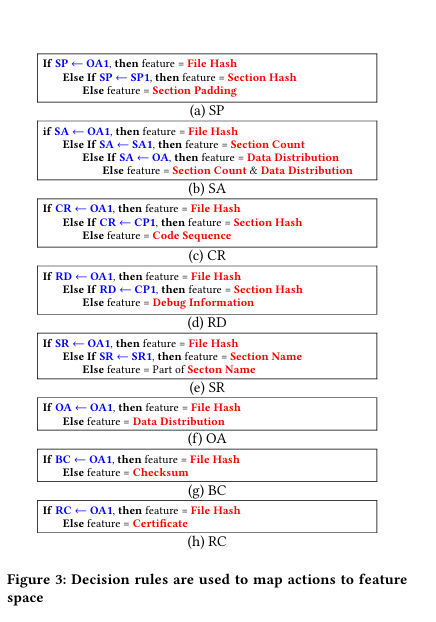 If SP ← OA1, then feature = File Hash
Else If SP ← SP1, then feature = Section Hash
Else feature = Section Padding
(a) SP
if SA ← OA1, then feature = File Hash
Else If SA ← SA1, then feature = Section Count
Else If SA ← OA, then feature = Data Distribution
Else feature = Section Count & Data Distribution
(b) SA
If CR ← OA1, then feature = File Hash
Else If CR ← CP1, then feature = Section Hash
Else feature = Code Sequence
(c) CR
If RD ← OA1, then feature = File Hash
Else If RD ← CP1, then feature = Section Hash
Else feature = Debug Information
(d) RD
If SR ← OA1, then feature = File Hash
Else If SR ← SR1, then feature = Section Name
Else feature = Part of Secton Name
(e) SR
If OA ← OA1, then feature = File Hash
Else feature = Data Distribution
(f) OA
If BC ← OA1, then feature = File Hash
Else feature = Checksum
(g) BC
If RC ← OA1, then feature = File Hash
Else feature = Certificate
(h) RC
Figure 3: Decision rules are used to map actions to feature
space